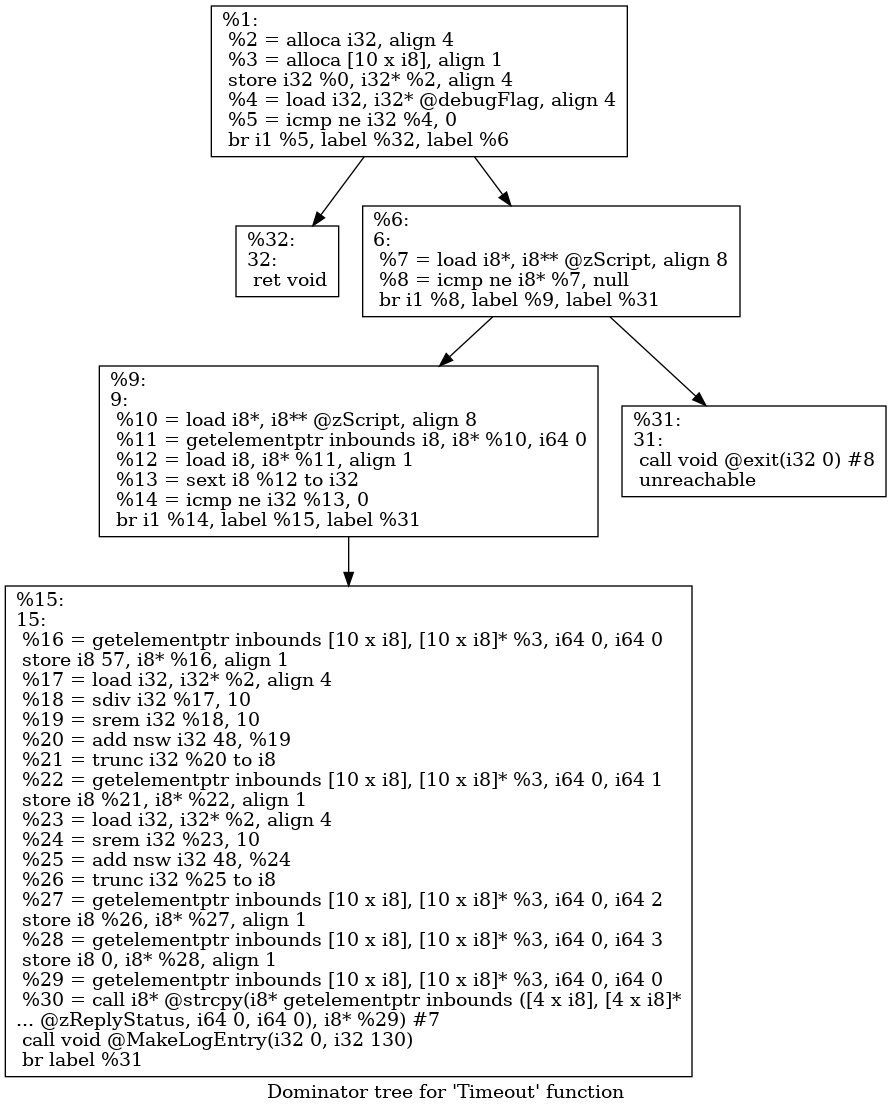 %1:
%2 = alloca i32, align 4
%3 = alloca [10 x i8], align 1
store i32 %0, i32* %2, align 4
%4 = load i32, i32* @debugFlag, align 4
%5 = icmp ne i32 %4, 0
br i1 %5, label %32, label %6
%32:
32:
ret void
%6:
6:
%7 = load i8*, i8** @zScript, align 8
%8 = icmp ne i8* %7, null
br i1 %8, label %9, label %31
%9:
9:
%10 = load i8*, i8** @zScript, align 8
%11 = getelementptr inbounds i8, i8* %10, i64 0
%12 = load i8, i8* %11, align 1
%13 = sext i8 %12 to i32
%14 = icmp ne i32 %13, 0
br i1 %14, label %15, label %31
%31:
31:
call void @exit(i32 0) #8
unreachable
%15:
15:
%16 = getelementptr inbounds [10 x i8], [10 x i8]* %3, i64 0, i64 0
store i8 57, i8* %16, align 1
%17 = load i32, i32* %2, align 4
%18 = sdiv i32 %17, 10
%19 = srem i32 %18, 10
%20 = add nsw i32 48, %19
%21 = trunc i32 %20 to i8
%22 = getelementptr inbounds [10 x i8], [10 x i8]* %3, i64 0, i64 1
store i8 %21, i8* %22, align 1
%23 = load i32, i32* %2, align 4
%24 = srem i32 %23, 10
%25 = add nsw i32 48, %24
%26 = trunc i32 %25 to i8
%27 = getelementptr inbounds [10 x i8], [10 x i8]* %3, i64 0, i64 2
store i8 %26, i8* %27, align 1
%28 = getelementptr inbounds [10 x i8], [10 x i8]* %3, i64 0, i64 3
store i8 0, i8* %28, align 1
%29 = getelementptr inbounds [10 x i8], [10 x i8]* %3, i64 0, i64 0
%30 = call i8* @strcpy(i8* getelementptr inbounds ([4 x i8], [4 x i8]*
... @zReplyStatus, i64 0, i64 0), i8* %29) #7
call void @MakeLogEntry(i32 0, i32 130)
br label %31
Dominator tree for 'Timeout' function